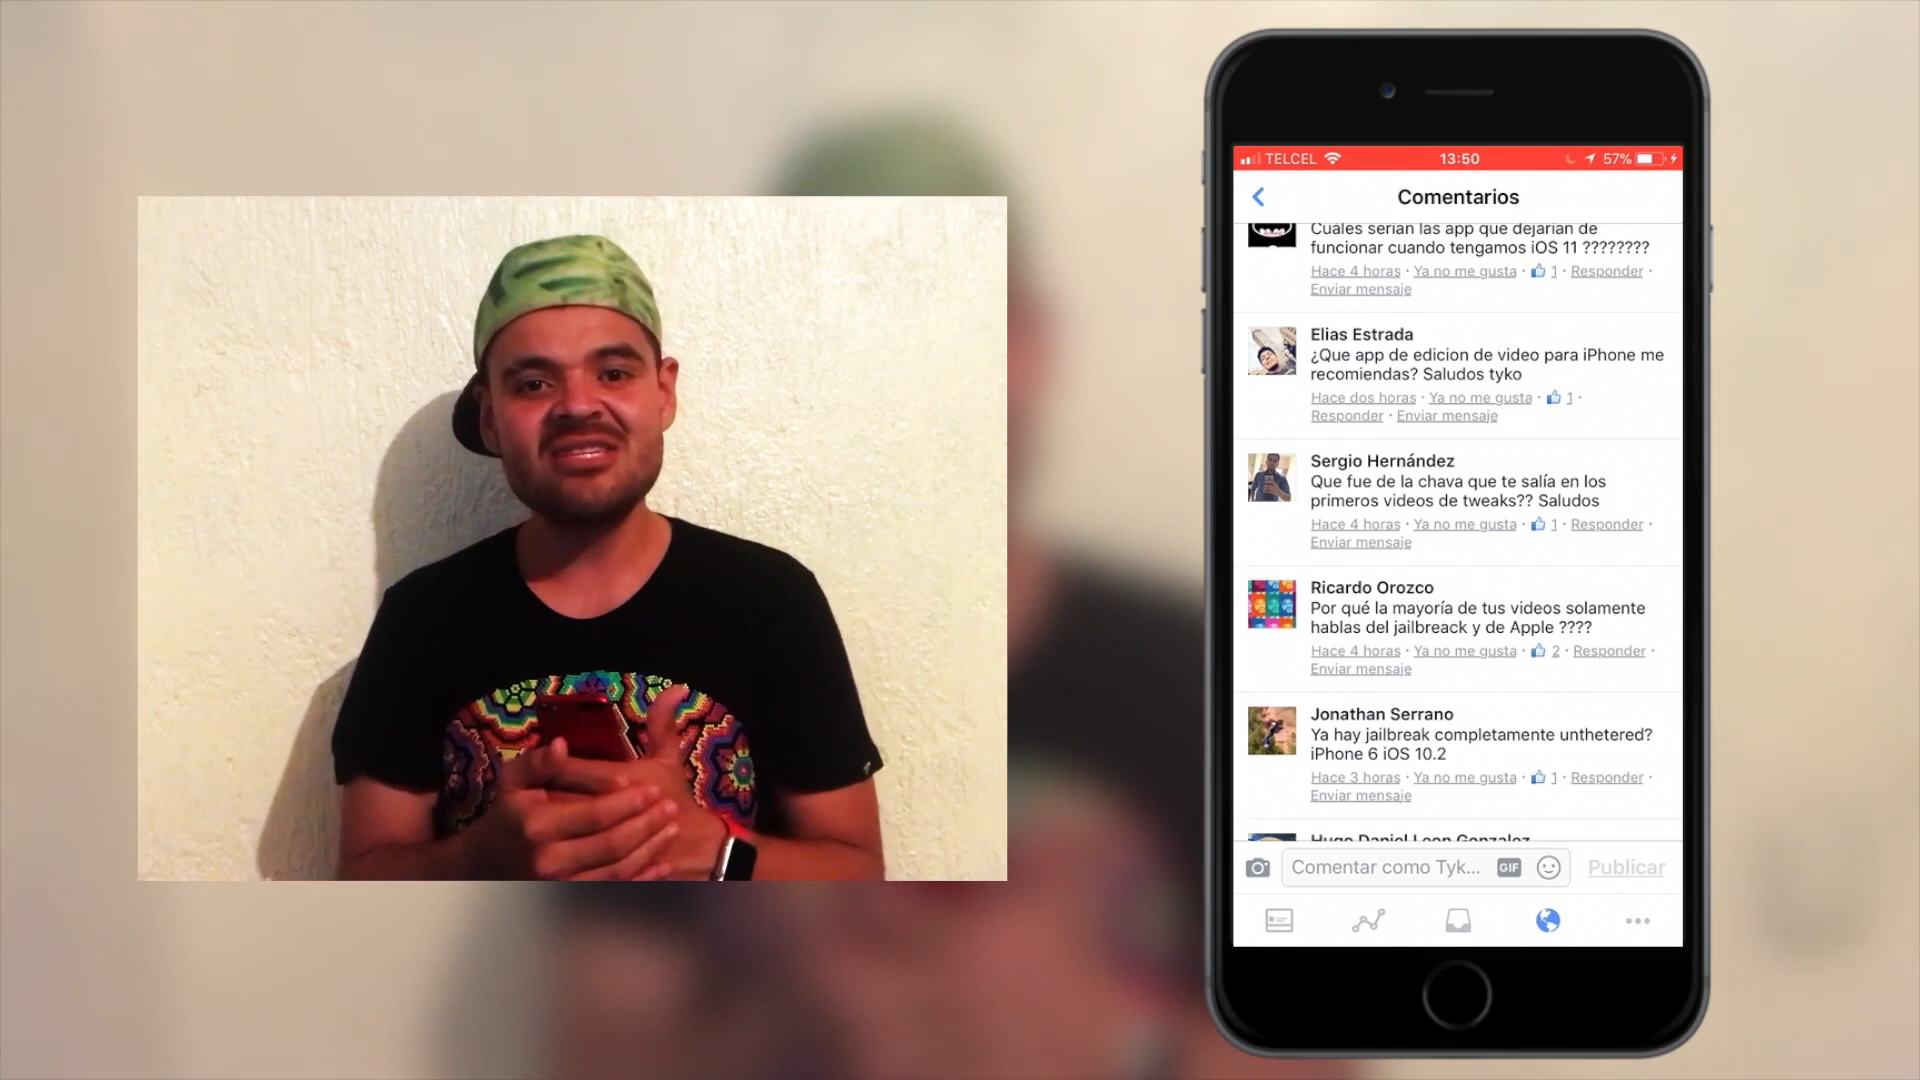 TELCEL 13:50 57%
Comentarios
Cuáles serían las app que dejarían de
funcionar cuando tengamos iOS 11 ????????
Hace 4 horas · Ya no me gusta · 1 · Responder ·
Enviar mensaje
Elias Estrada
¿Que app de edicion de video para iPhone me
recomiendas? Saludos tyko
Hace dos horas · Ya no me gusta · 1 ·
Responder · Enviar mensaje
Sergio Hernández
Que fue de la chava que te salía en los
primeros videos de tweaks?? Saludos
Hace 4 horas · Ya no me gusta · 1 · Responder ·
Enviar mensaje
Ricardo Orozco
Por qué la mayoría de tus videos solamente
hablas del jailbreack y de Apple ????
Hace 4 horas · Ya no me gusta · 2 · Responder ·
Enviar mensaje
Jonathan Serrano
Ya hay jailbreak completamente unthetered?
iPhone 6 iOS 10.2
Hace 3 horas · Ya no me gusta · 1 · Responder ·
Enviar mensaje
Hugo Daniel Leon Gonzalez
Comentar como Tyk... GIF Publicar